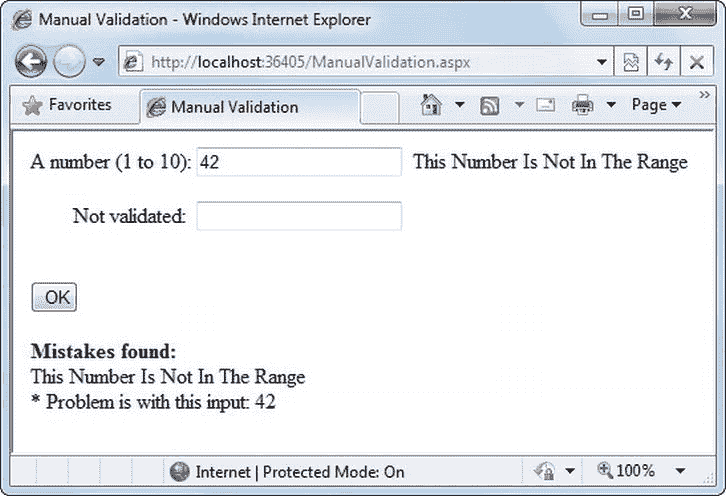 Manual Validation - Windows Internet Explorer
http://localhost:36405/ManualValidation.aspx
Favorites Manual Validation Page
A number (1 to 10): 42 This Number Is Not In The Range
Not validated:
OK
Mistakes found:
This Number Is Not In The Range
* Problem is with this input: 42
Internet | Protected Mode: On 100%